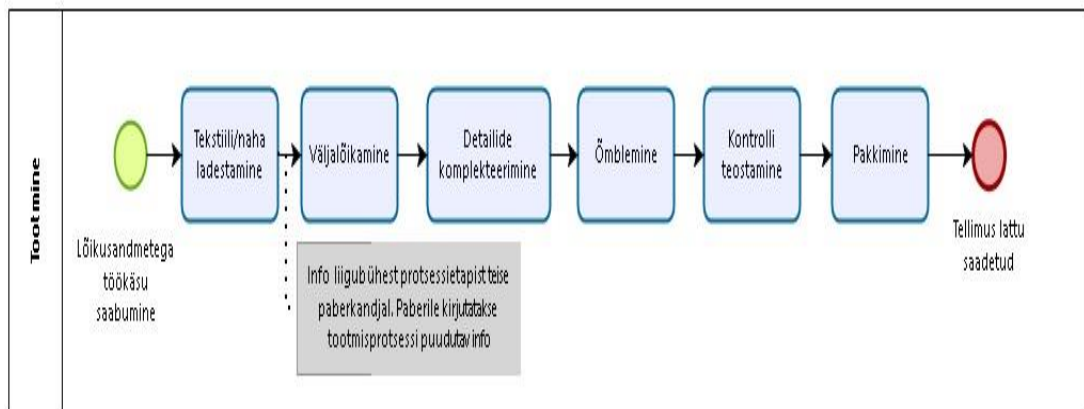 Tootmine
Lõikusandmetega
töökäsu
saabumine
Tekstiili/naha
ladestamine
Väljalõikamine
Detailide
komplekteerimine
Õmblemine
Kontrolli
teostamine
Pakkimine
Tellimus lattu
saadetud
Info liigub ühest protsessietapist teise
paberkandjal. Paberile kirjutatakse
tootmisprotsessi puudutav info